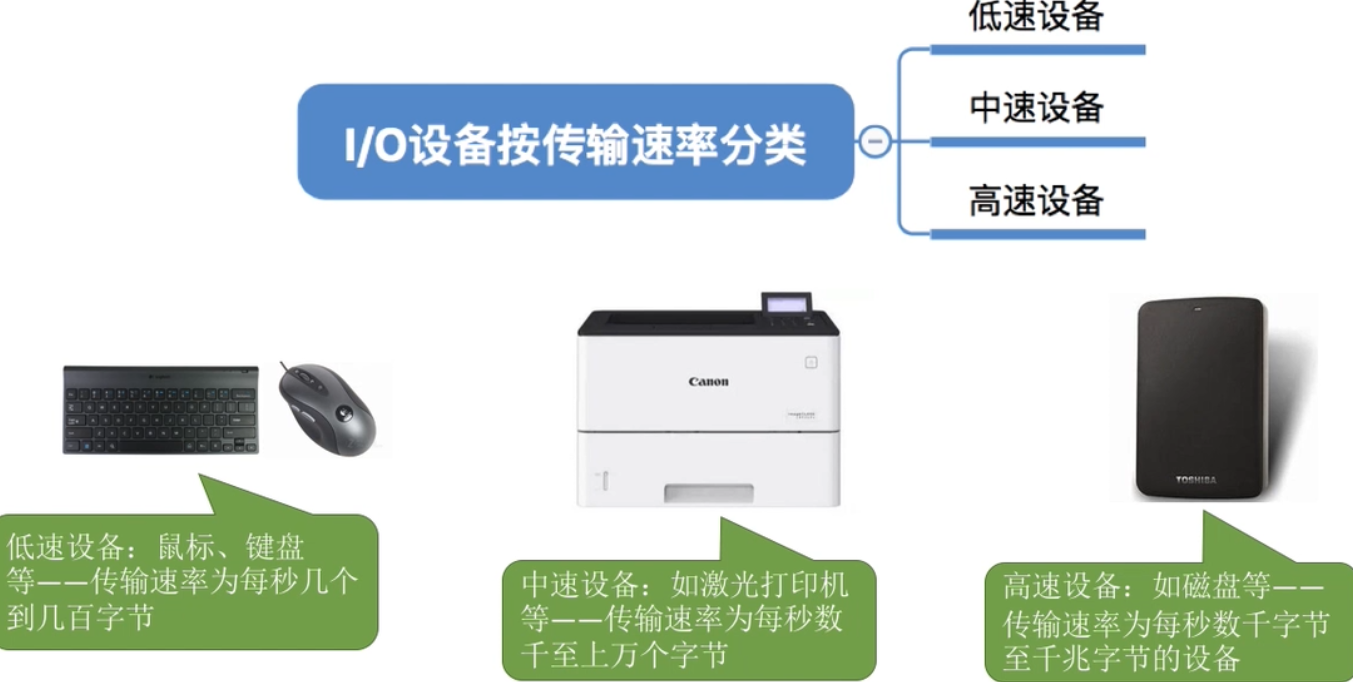 低速设备
I/O设备按传输速率分类
中速设备
高速设备
Canon
TOSHIBA
低速设备：鼠标、键盘
等——传输速率为每秒几个
到几百字节
中速设备：如激光打印机
等——传输速率为每秒数
千至上万个字节
高速设备：如磁盘等——
传输速率为每秒数千字节
至千兆字节的设备